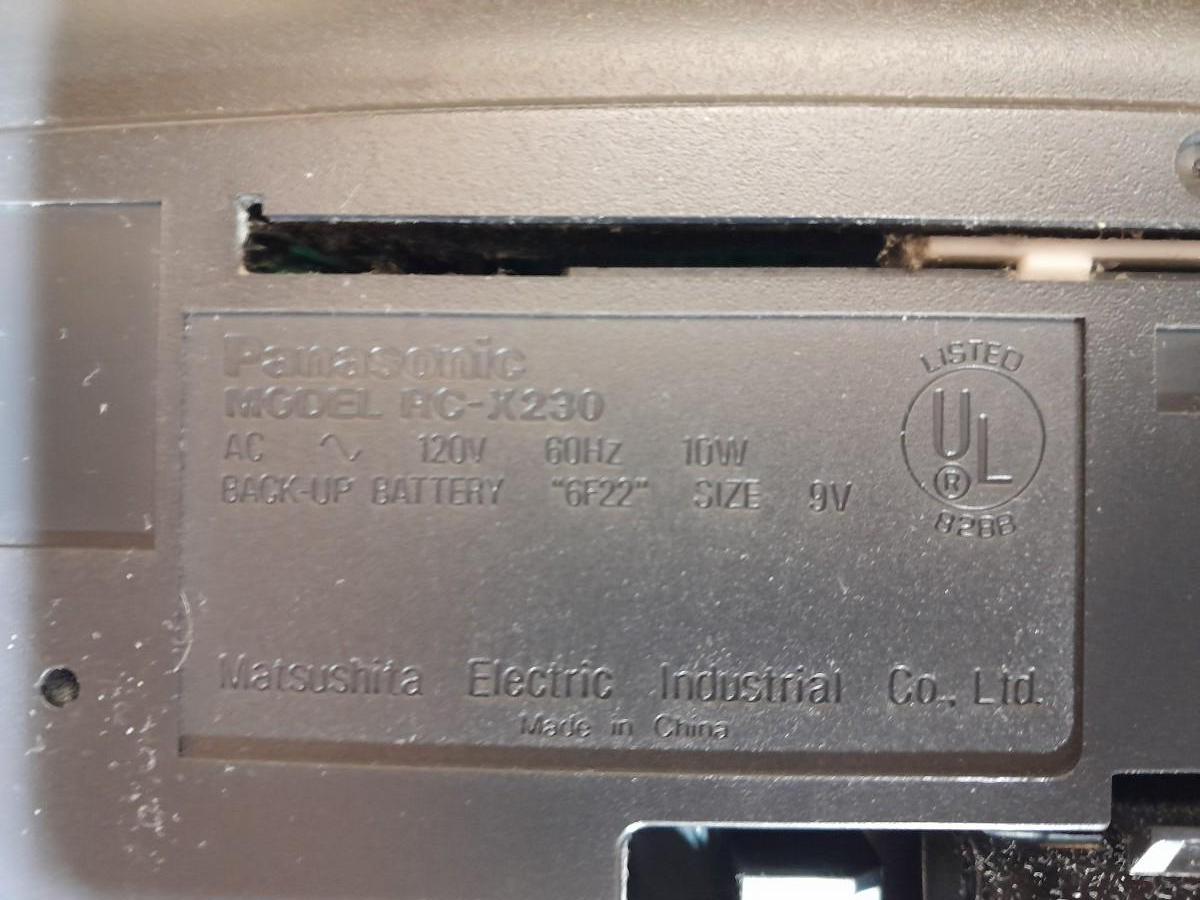 Panasonic
MODEL RC-X230
AC 120V 60Hz 10W
BACK-UP BATTERY "6F22" SIZE 9V
LISTED
UL
®
82BB
Matsushita Electric Industrial Co., Ltd.
Made in China